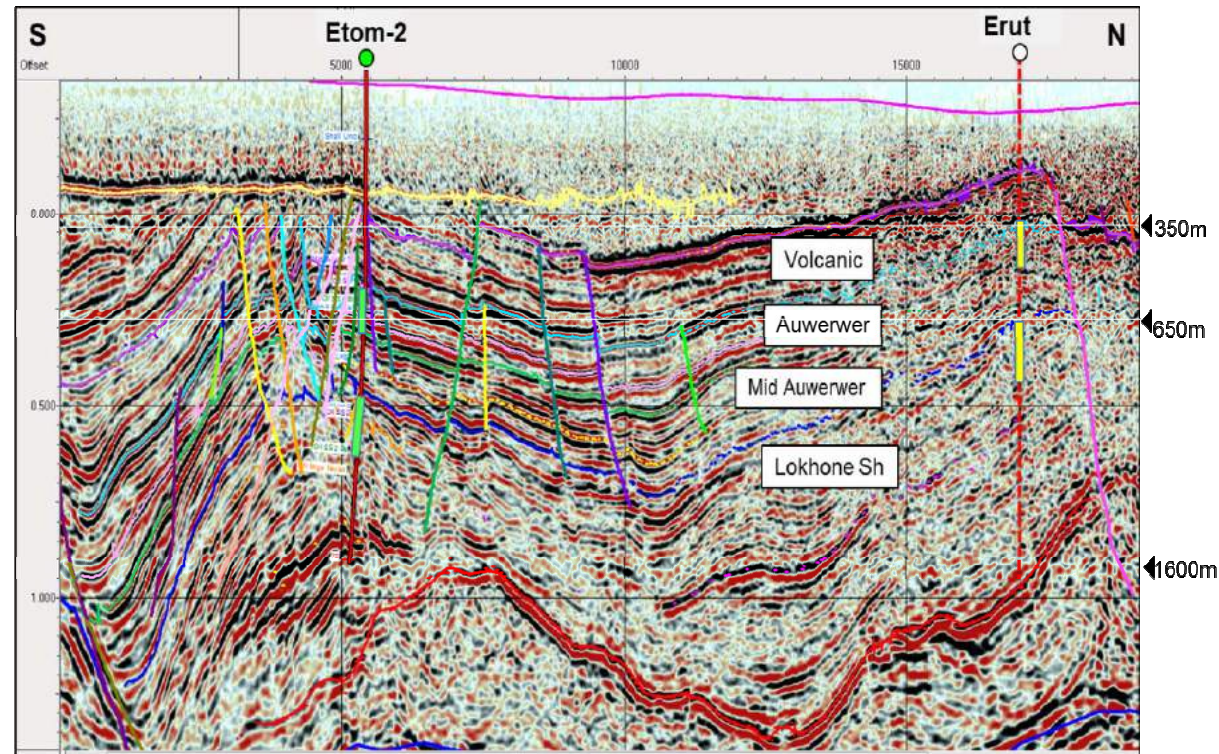 S
Etom-2
Erut
N
Offset
5000
10000
15000
0.000
350m
Volcanic
Auwerwer
650m
Mid Auwerwer
0.500
Lokhone Sh
1600m
1.000